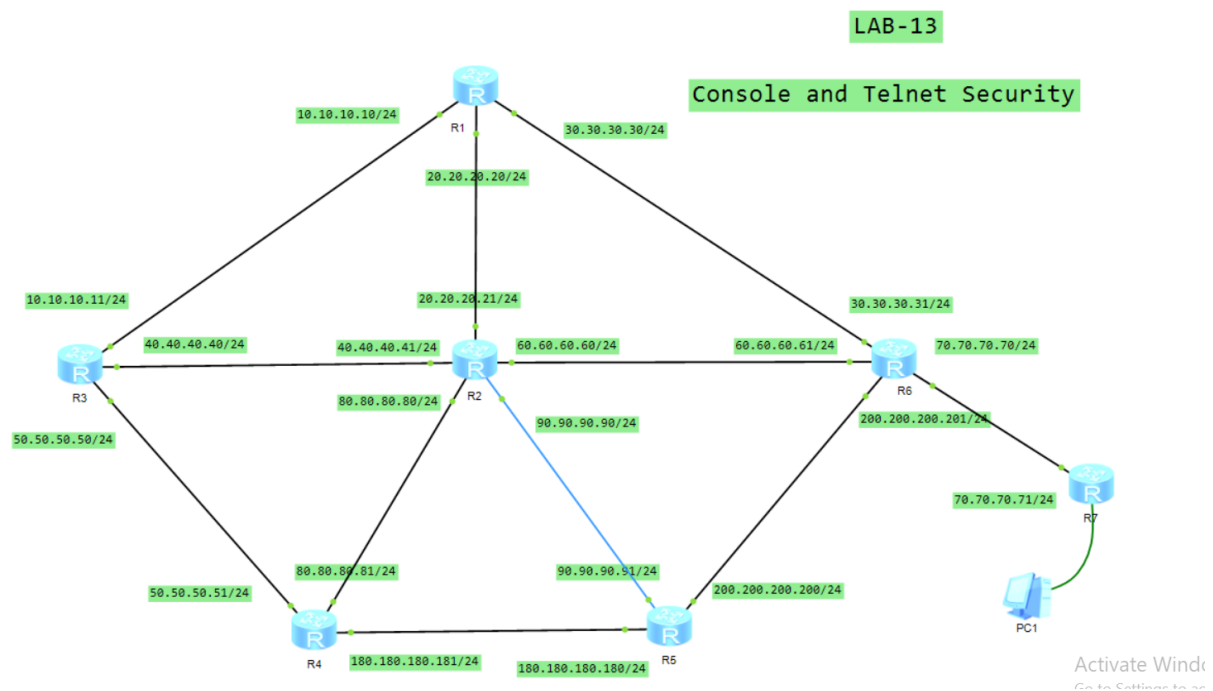 LAB-13
Console and Telnet Security
R1
10.10.10.10/24
30.30.30.30/24
20.20.20.20/24
10.10.10.11/24
20.20.20.21/24
30.30.30.31/24
40.40.40.40/24
40.40.40.41/24
60.60.60.60/24
60.60.60.61/24
70.70.70.70/24
R3
R2
R6
80.80.80.80/24
90.90.90.90/24
200.200.200.201/24
50.50.50.50/24
70.70.70.71/24
R7
80.80.80.81/24
90.90.90.91/24
50.50.50.51/24
200.200.200.200/24
PC1
R4
R5
180.180.180.181/24
180.180.180.180/24
R
R
R
R
R
R
R
Activate Windo
Go to Settings to ac